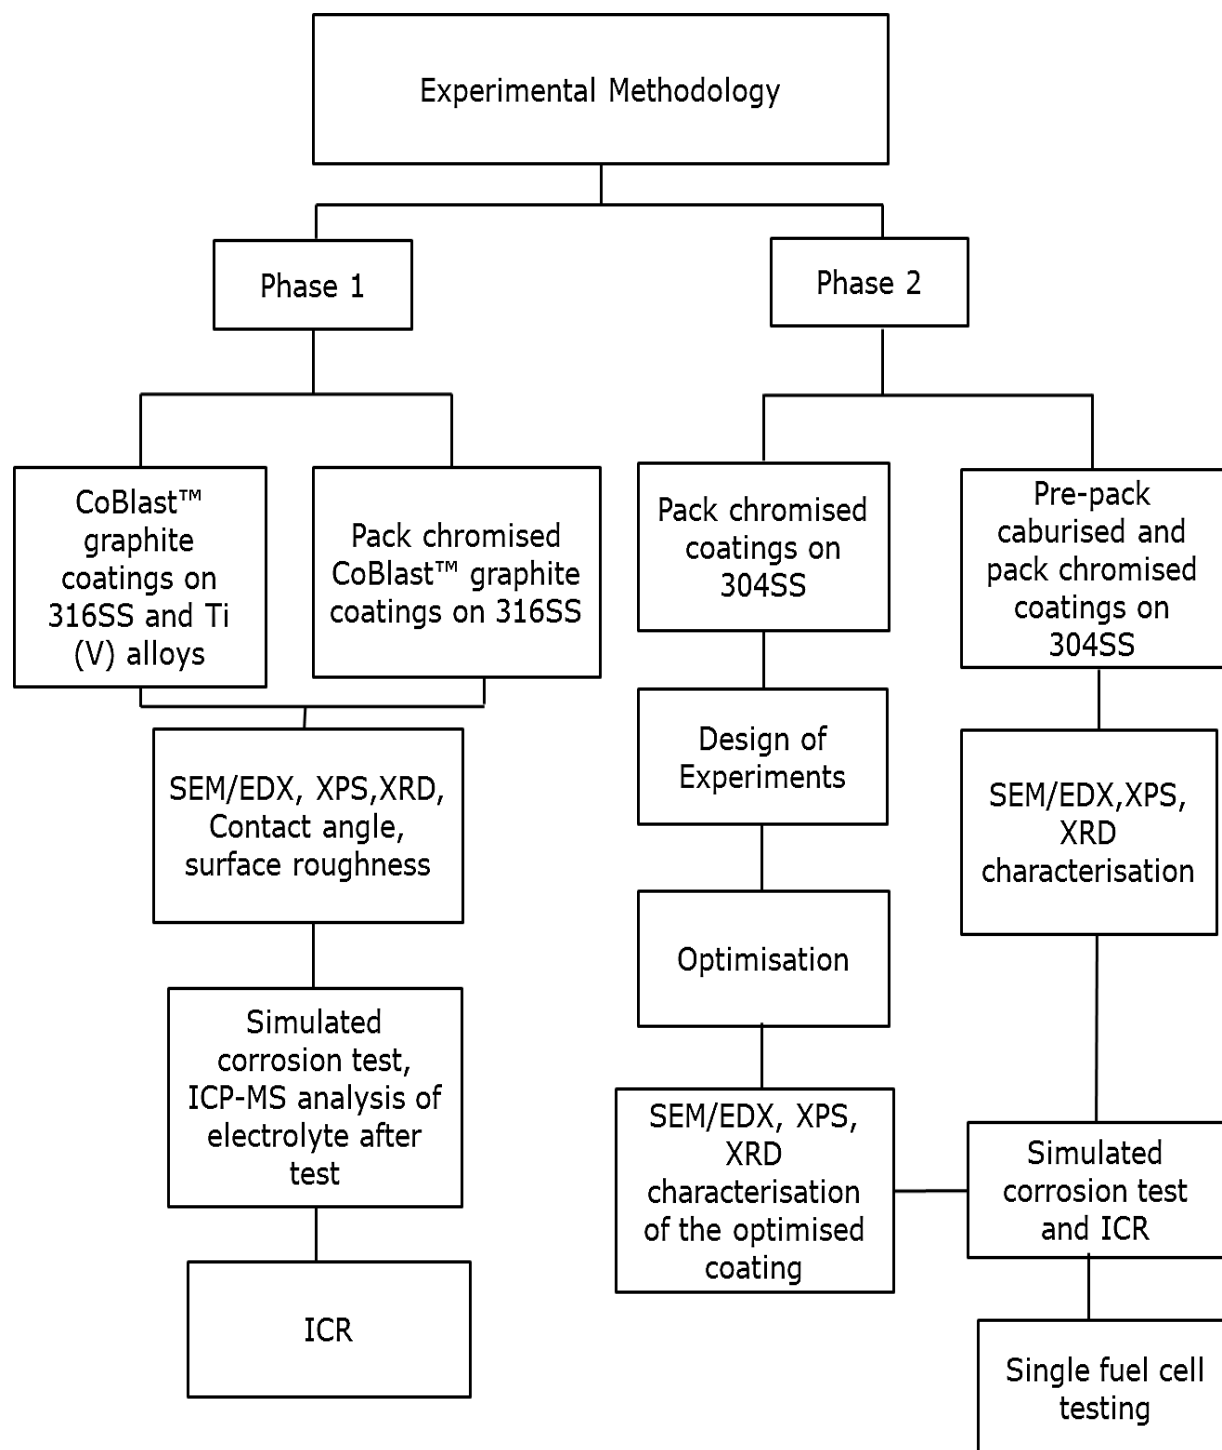 Experimental Methodology
Phase 1
Phase 2
CoBlast™
graphite
coatings on
316SS and Ti
(V) alloys
Pack chromised
CoBlast™ graphite
coatings on 316SS
Pack chromised
coatings on
304SS
Pre-pack
caburised and
pack chromised
coatings on
304SS
SEM/EDX, XPS,XRD,
Contact angle,
surface roughness
Design of
Experiments
SEM/EDX,XPS,
XRD
characterisation
Optimisation
Simulated
corrosion test,
ICP-MS analysis of
electrolyte after
test
SEM/EDX, XPS,
XRD
characterisation
of the optimised
coating
Simulated
corrosion test
and ICR
ICR
Single fuel cell
testing